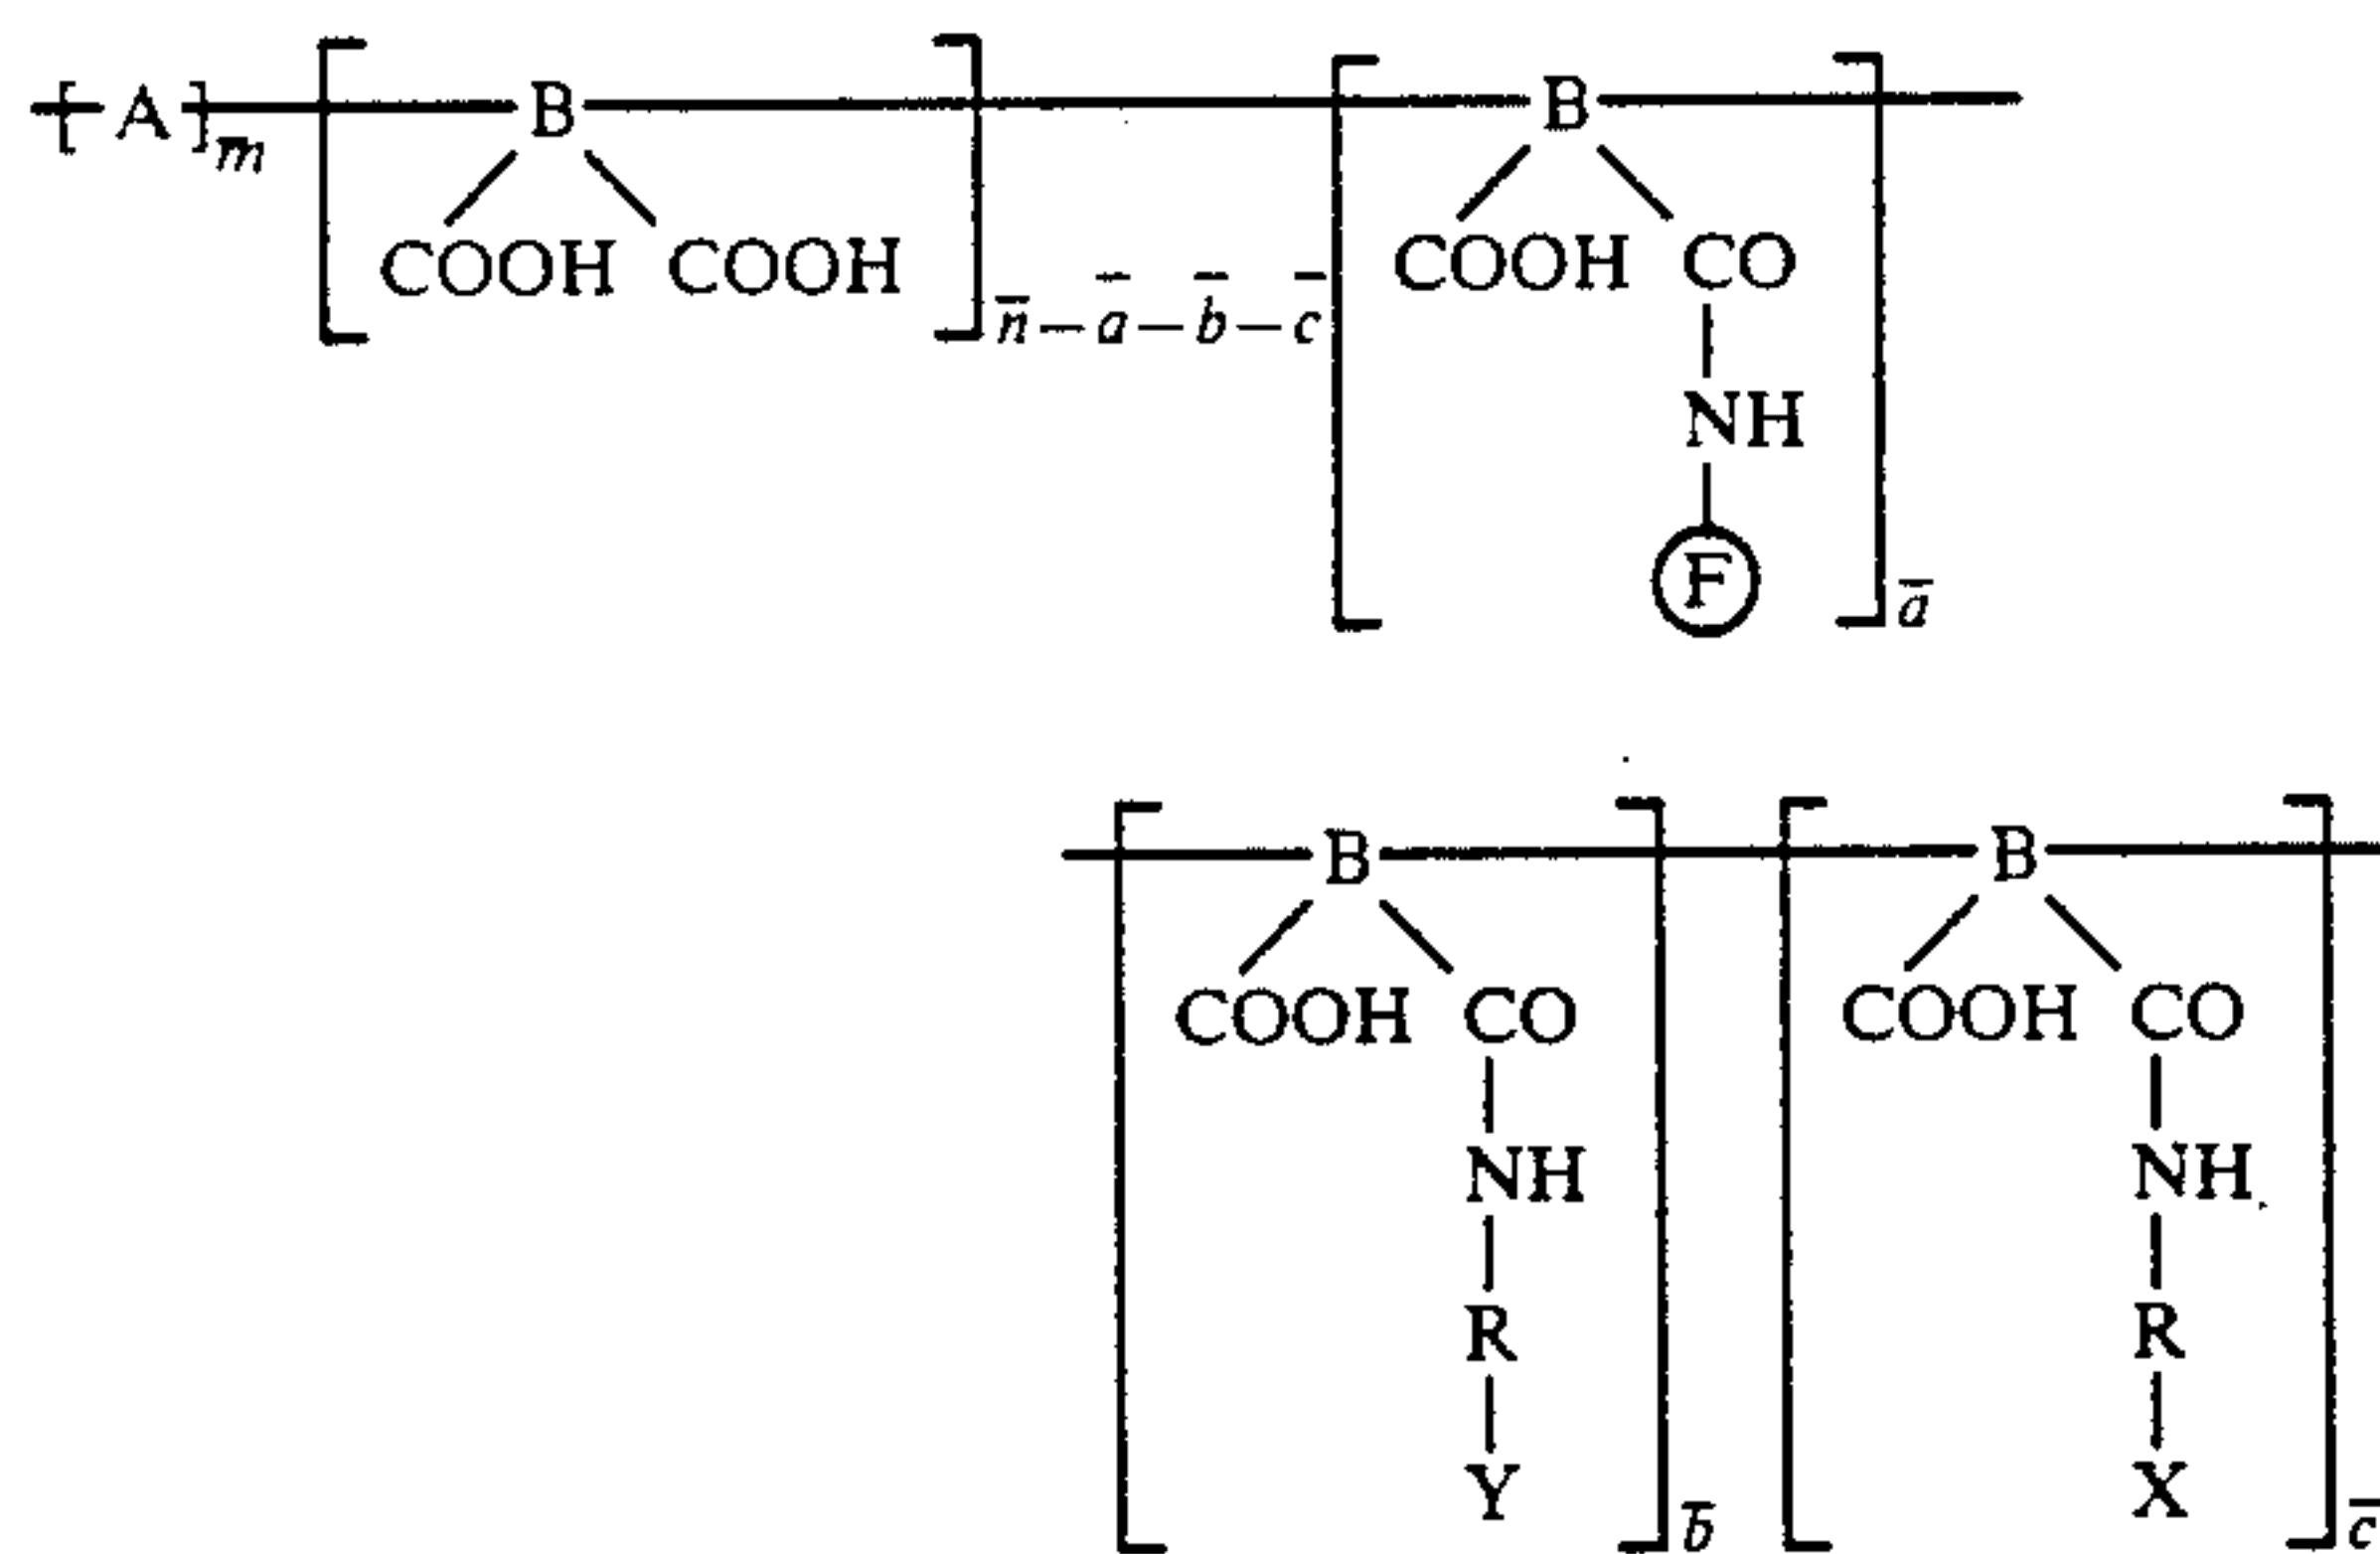 [ A ]m̅ B B
COOH COOH COOH CO
n̅ — a̅ — b̅ — c̅
NH
F
a̅
B B
COOH CO COOH CO
NH NH
R R
Y X
b̅ c̅